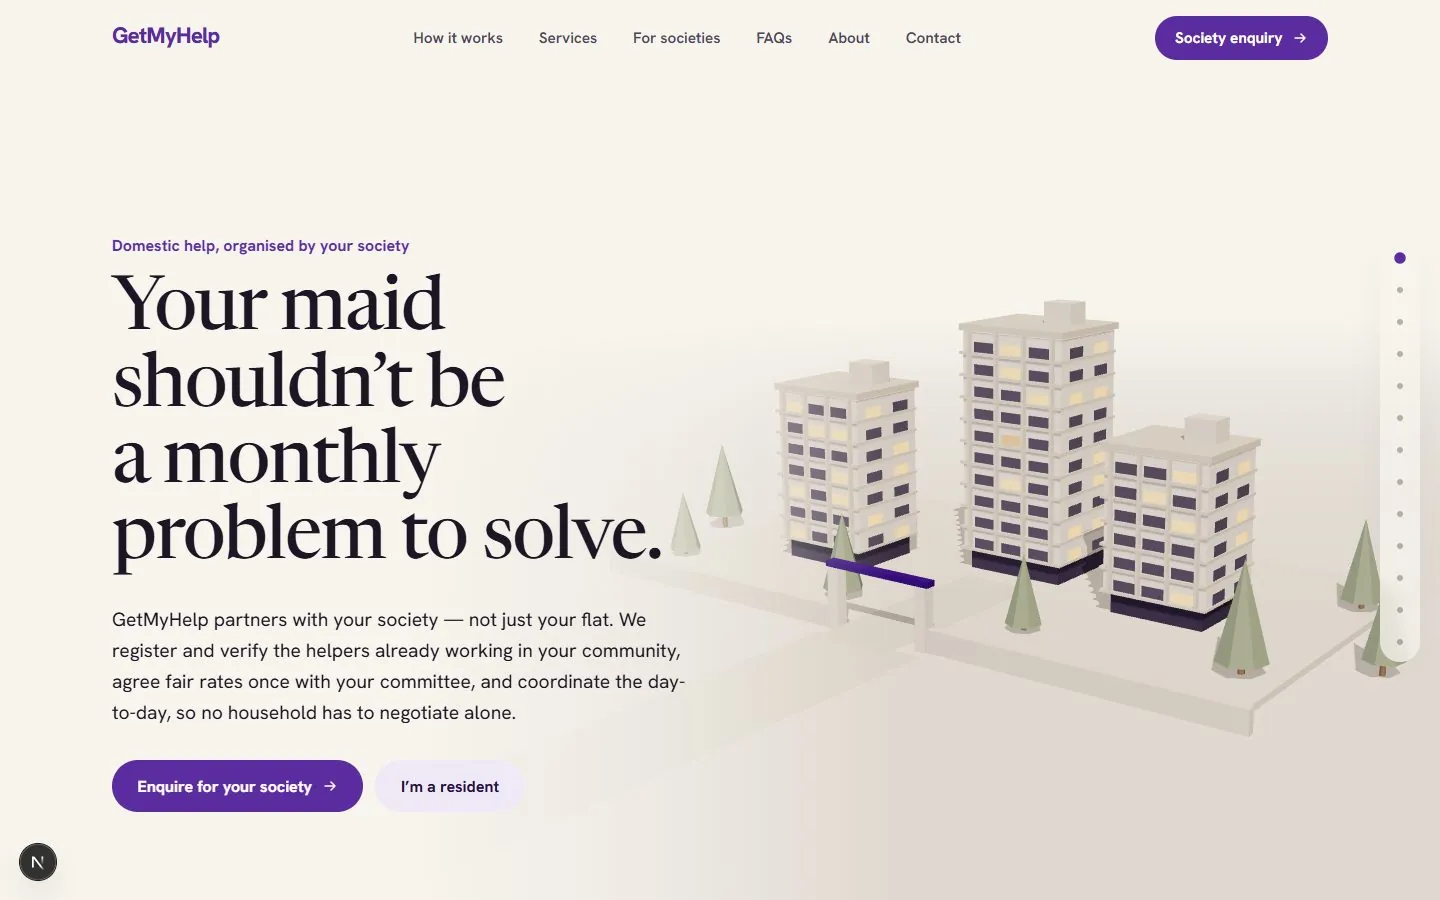 GetMyHelp
How it works
Services
For societies
FAQs
About
Contact
Society enquiry →
Domestic help, organised by your society
Your maid
shouldn’t be
a monthly
problem to solve.
GetMyHelp partners with your society — not just your flat. We
register and verify the helpers already working in your community,
agree fair rates once with your committee, and coordinate the day-
to-day, so no household has to negotiate alone.
Enquire for your society →
I’m a resident
N